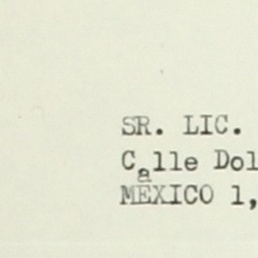 SR. LIC.
Calle Dol
MEXICO 1,